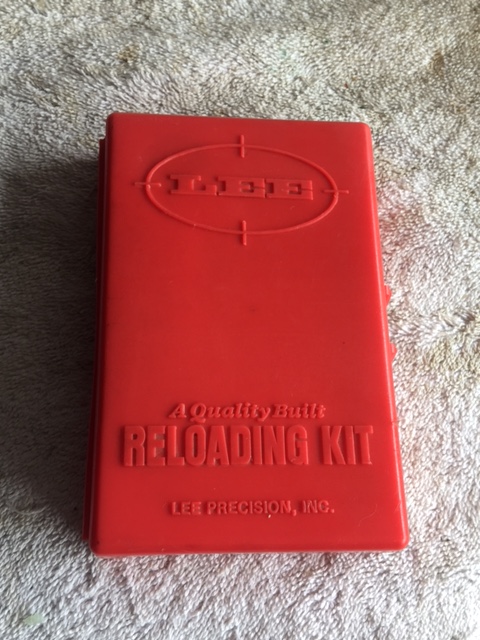 LEE
A Quality Built
RELOADING KIT
LEE PRECISION, INC.